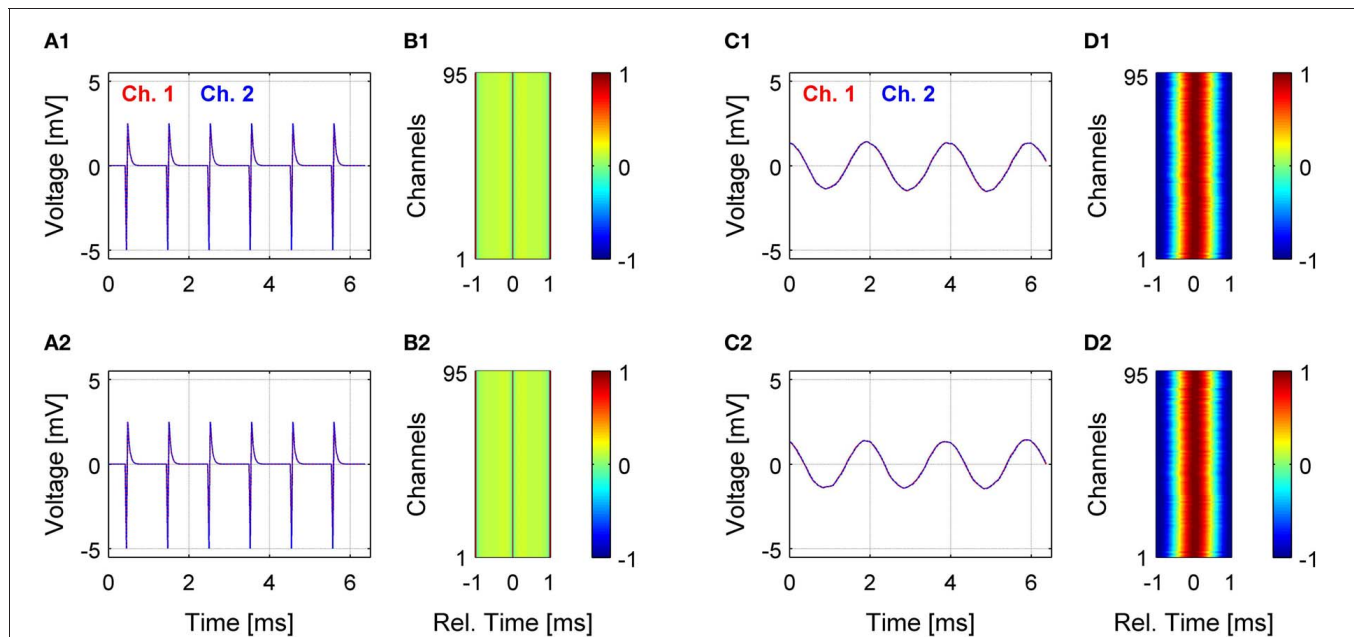 A1
B1
C1
D1
Voltage [mV]
5
0
-5
Ch. 1 Ch. 2
0 2 4 6
Channels
95
1
-1 0 1
1
0
-1
Voltage [mV]
5
0
-5
Ch. 1 Ch. 2
0 2 4 6
Channels
95
1
-1 0 1
1
0
-1
A2
B2
C2
D2
Voltage [mV]
5
0
-5
0 2 4 6
Time [ms]
Channels
95
1
-1 0 1
Rel. Time [ms]
1
0
-1
Voltage [mV]
5
0
-5
0 2 4 6
Time [ms]
Channels
95
1
-1 0 1
Rel. Time [ms]
1
0
-1